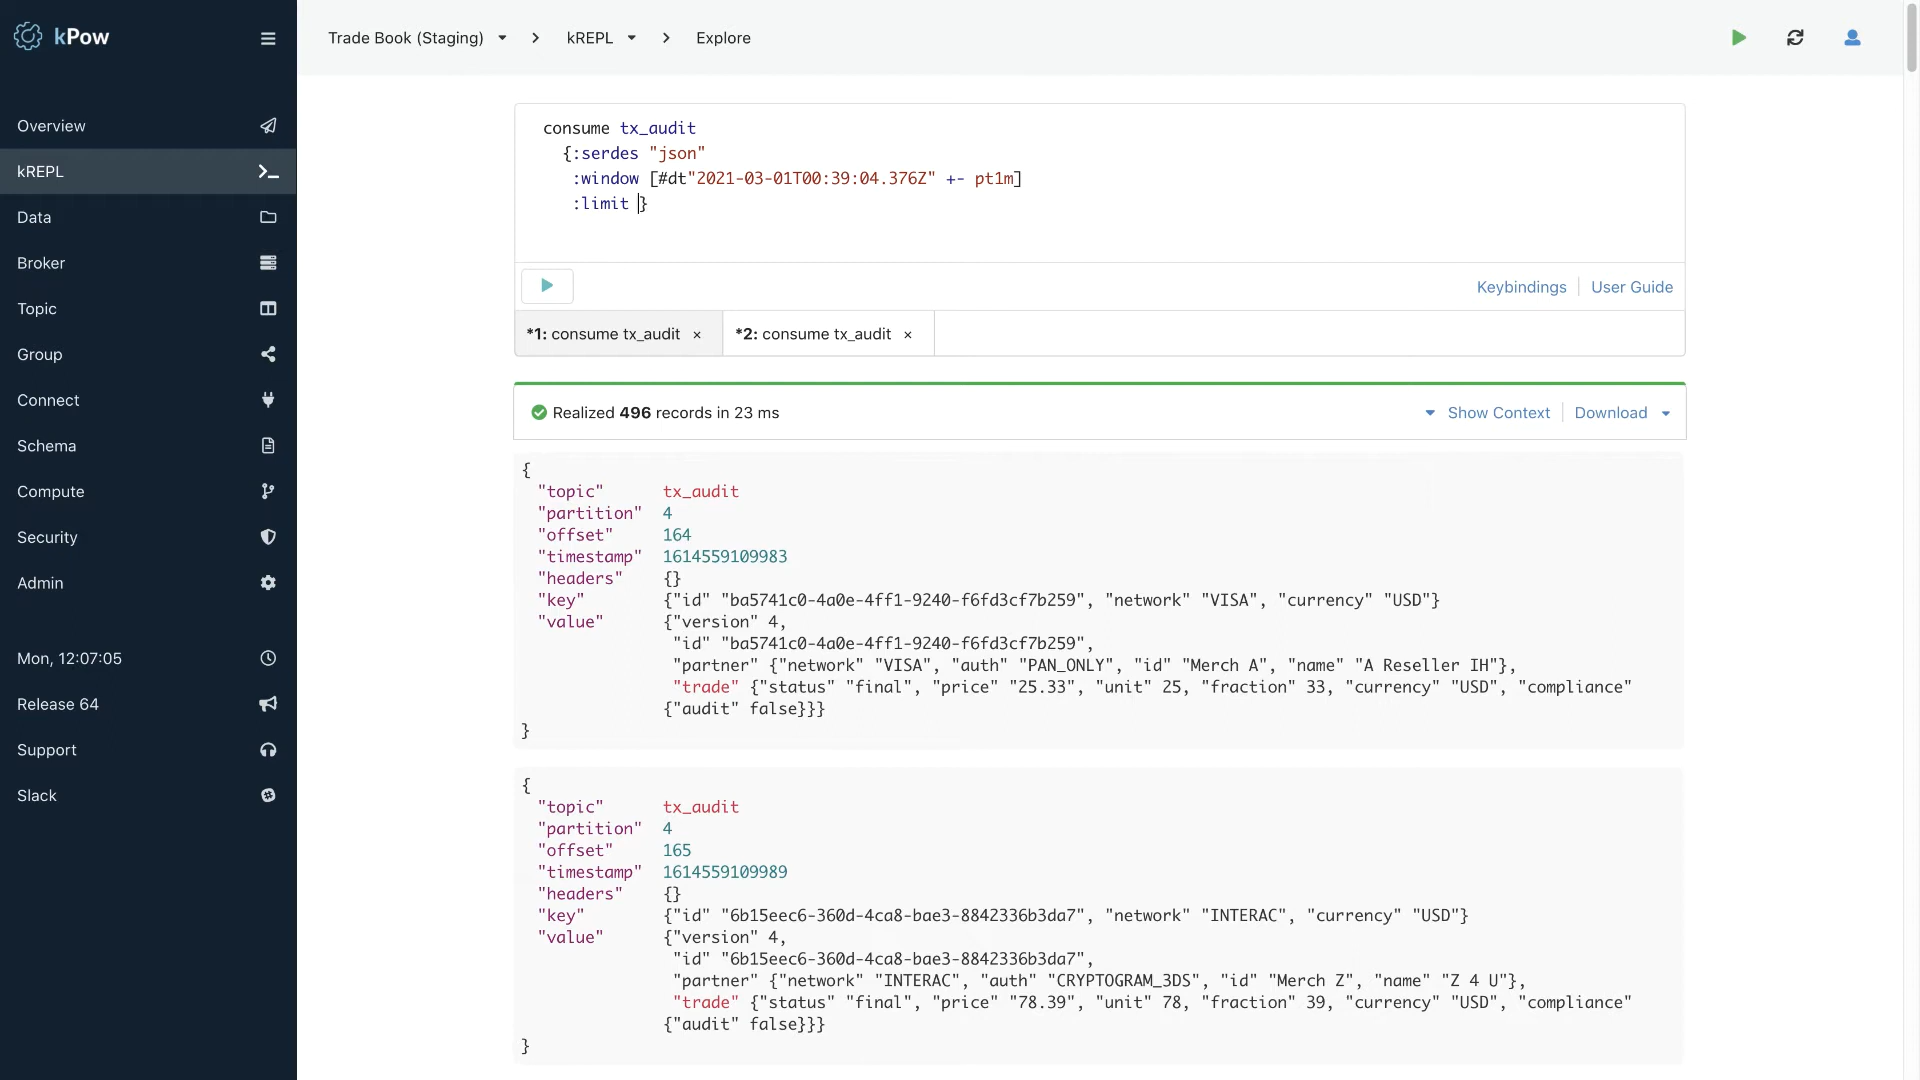 kPow
Trade Book (Staging) > kREPL > Explore
Overview
kREPL
Data
Broker
Topic
Group
Connect
Schema
Compute
Security
Admin
Mon, 12:07:05
Release 64
Support
Slack
consume tx_audit
{:serdes "json"
:window [#dt"2021-03-01T00:39:04.376Z" +- pt1m]
:limit }
Keybindings User Guide
*1: consume tx_audit × *2: consume tx_audit ×
Realized 496 records in 23 ms Show Context Download
{
"topic" tx_audit
"partition" 4
"offset" 164
"timestamp" 1614559109983
"headers" {}
"key" {"id" "ba5741c0-4a0e-4ff1-9240-f6fd3cf7b259", "network" "VISA", "currency" "USD"}
"value" {"version" 4,
"id" "ba5741c0-4a0e-4ff1-9240-f6fd3cf7b259",
"partner" {"network" "VISA", "auth" "PAN_ONLY", "id" "Merch A", "name" "A Reseller IH"},
"trade" {"status" "final", "price" "25.33", "unit" 25, "fraction" 33, "currency" "USD", "compliance"
{"audit" false}}}
}
{
"topic" tx_audit
"partition" 4
"offset" 165
"timestamp" 1614559109989
"headers" {}
"key" {"id" "6b15eec6-360d-4ca8-bae3-8842336b3da7", "network" "INTERAC", "currency" "USD"}
"value" {"version" 4,
"id" "6b15eec6-360d-4ca8-bae3-8842336b3da7",
"partner" {"network" "INTERAC", "auth" "CRYPTOGRAM_3DS", "id" "Merch Z", "name" "Z 4 U"},
"trade" {"status" "final", "price" "78.39", "unit" 78, "fraction" 39, "currency" "USD", "compliance"
{"audit" false}}}
}